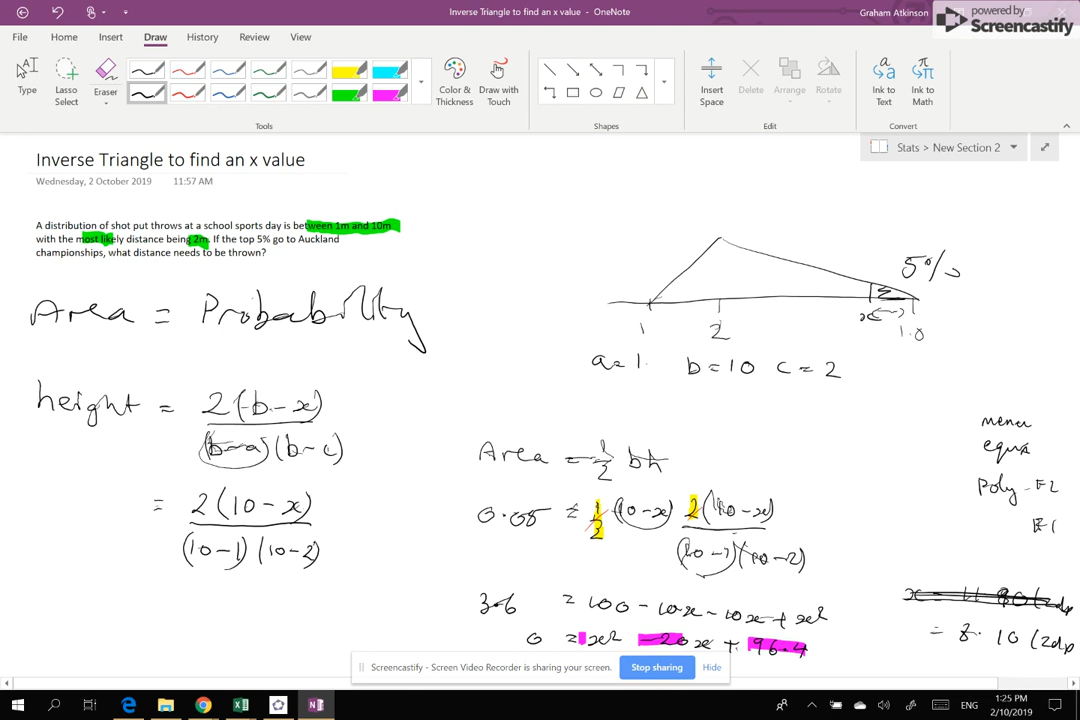 Inverse Triangle to find an x value - OneNote
Graham Atkinson
powered by
Screencastify
File Home Insert Draw History Review View
Type
Lasso Select
Eraser
Color & Thickness
Draw with Touch
Insert Space
Delete
Arrange
Rotate
Ink to Text
Ink to Math
Tools
Shapes
Edit
Convert
Inverse Triangle to find an x value
Stats > New Section 2
Wednesday, 2 October 2019 11:57 AM
A distribution of shot put throws at a school sports day is between 1m and 10m
with the most likely distance being 2m. If the top 5% go to Auckland
championships, what distance needs to be thrown?
5%
1 2 x 10
a = 1. b = 10 c = 2
Area = Probability
height = 2(b-x)
(b-a)(b-c)
= 2(10-x)
(10-1)(10-2)
Area = 1/2 bh
0.05 = 1/2 (10-x) 2(10-x)
(10-1)(10-2)
3.6 = 100 - 10x - 10x + x²
0 = 1x² - 20x + 96.4
menu
equa
Poly - F2
F1
= 8.10 (2dp
Screencastify - Screen Video Recorder is sharing your screen.
Stop sharing
Hide
ENG
1:25 PM
2/10/2019